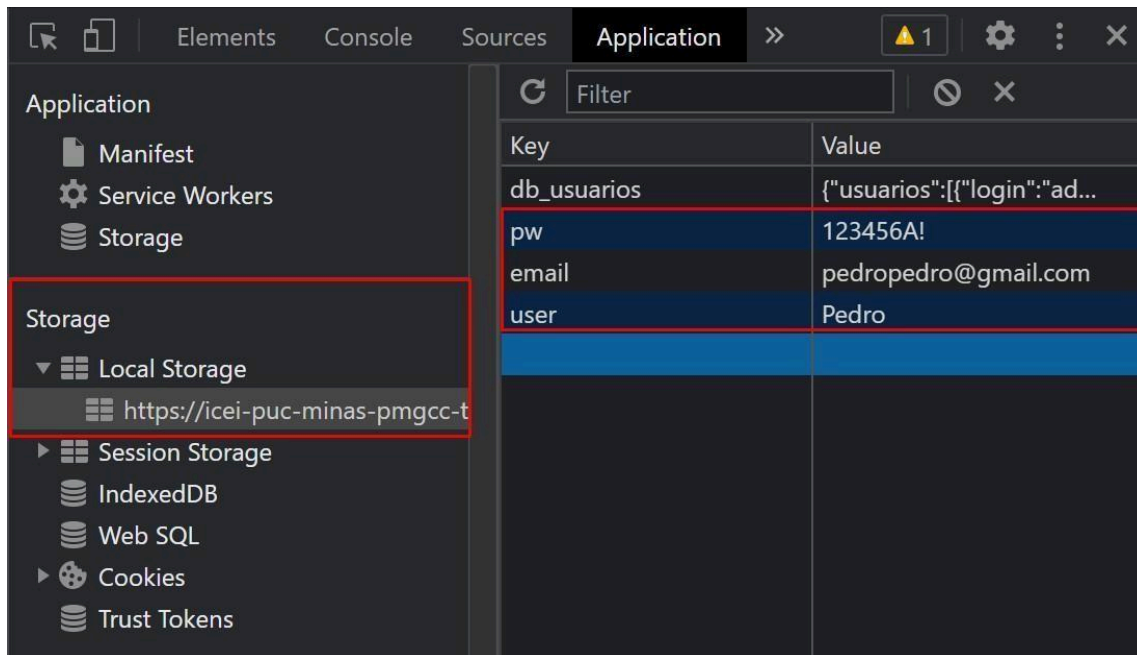 Elements Console Sources Application » 1
Application
Manifest
Service Workers
Storage
Storage
Local Storage
https://icei-puc-minas-pmgcc-t
Session Storage
IndexedDB
Web SQL
Cookies
Trust Tokens
Filter
Key Value
db_usuarios {"usuarios":[{"login":"ad...
pw 123456A!
email pedropedro@gmail.com
user Pedro